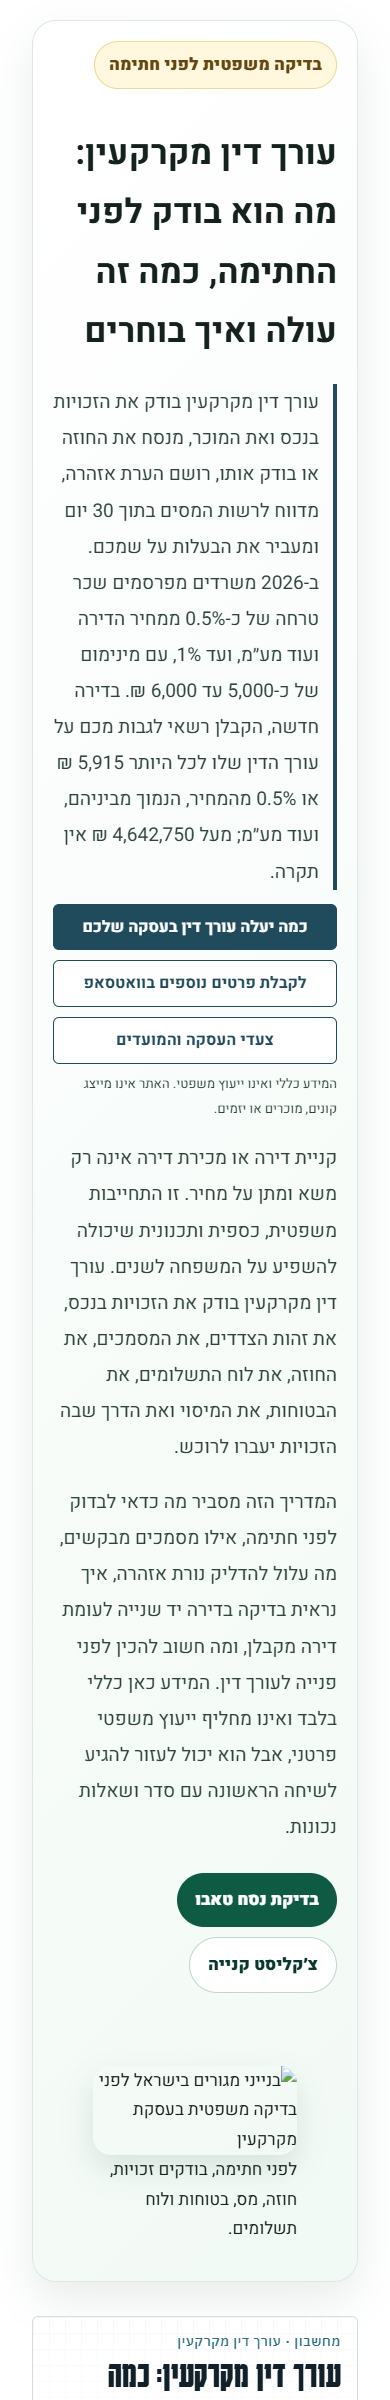 בדיקה משפטית לפני חתימה
עורך דין מקרקעין:
מה הוא בודק לפני
החתימה, כמה זה
עולה ואיך בוחרים
עורך דין מקרקעין בודק את הזכויות
בנכס ואת המוכר, מנסח את החוזה
או בודק אותו, רושם הערת אזהרה,
מדווח לרשות המסים בתוך 30 יום
ומעביר את הבעלות על שמכם.
ב-2026 משרדים מפרסמים שכר
טרחה של כ-0.5% ממחיר הדירה
ועוד מע״מ, ועד 1%, עם מינימום
של כ-5,000 עד 6,000 ₪. בדירה
חדשה, הקבלן רשאי לגבות מכם על
עורך הדין שלו לכל היותר 5,915 ₪
או 0.5% מהמחיר, הנמוך מביניהם,
ועוד מע״מ; מעל 4,642,750 ₪ אין
תקרה.
כמה יעלה עורך דין בעסקה שלכם
לקבלת פרטים נוספים בוואטסאפ
צעדי העסקה והמועדים
המידע כללי ואינו ייעוץ משפטי. האתר אינו מייצג
קונים, מוכרים או יזמים.
קניית דירה או מכירת דירה אינה רק
משא ומתן על מחיר. זו התחייבות
משפטית, כספית ותכנונית שיכולה
להשפיע על המשפחה לשנים. עורך
דין מקרקעין בודק את הזכויות בנכס,
את זהות הצדדים, את המסמכים, את
החוזה, את לוח התשלומים, את
הבטוחות, את המיסוי ואת הדרך שבה
הזכויות יעברו לרוכש.
המדריך הזה מסביר מה כדאי לבדוק
לפני חתימה, אילו מסמכים מבקשים,
מה עלול להדליק נורת אזהרה, איך
נראית בדיקה בדירה יד שנייה לעומת
דירה מקבלן, ומה חשוב להכין לפני
פנייה לעורך דין. המידע כאן כללי
בלבד ואינו מחליף ייעוץ משפטי
פרטני, אבל הוא יכול לעזור להגיע
לשיחה הראשונה עם סדר ושאלות
נכונות.
בדיקת נסח טאבו
צ׳קליסט קנייה
בנייני מגורים בישראל לפני
בדיקה משפטית בעסקת
מקרקעין
לפני חתימה, בודקים זכויות,
חוזה, מס, בטוחות ולוח
תשלומים.
מחשבון · עורך דין מקרקעין
עורך דין מקרקעין: כמה